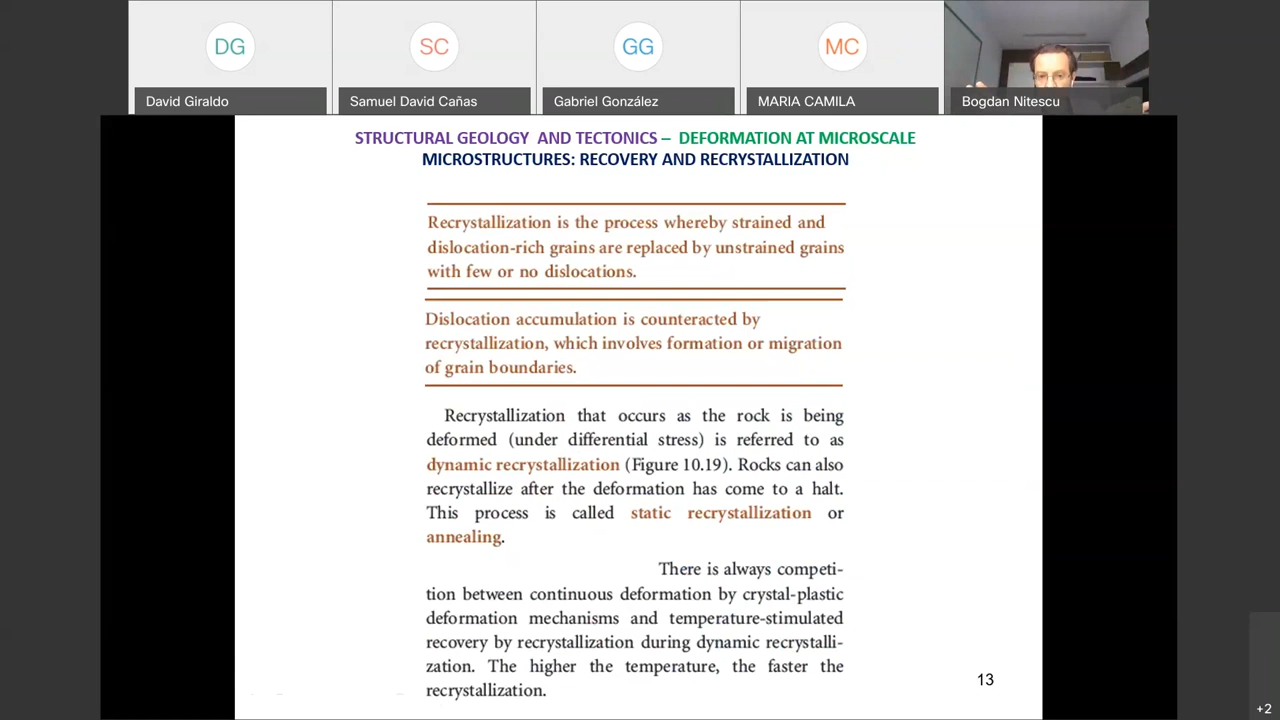 DG
SC
GG
MC
David Giraldo
Samuel David Cañas
Gabriel González
MARIA CAMILA
Bogdan Nitescu
STRUCTURAL GEOLOGY AND TECTONICS – DEFORMATION AT MICROSCALE
MICROSTRUCTURES: RECOVERY AND RECRYSTALLIZATION
Recrystallization is the process whereby strained and
dislocation-rich grains are replaced by unstrained grains
with few or no dislocations.
Dislocation accumulation is counteracted by
recrystallization, which involves formation or migration
of grain boundaries.
Recrystallization that occurs as the rock is being
deformed (under differential stress) is referred to as
dynamic recrystallization (Figure 10.19). Rocks can also
recrystallize after the deformation has come to a halt.
This process is called static recrystallization or
annealing.
There is always competi-
tion between continuous deformation by crystal-plastic
deformation mechanisms and temperature-stimulated
recovery by recrystallization during dynamic recrystalli-
zation. The higher the temperature, the faster the
recrystallization.
13
+2